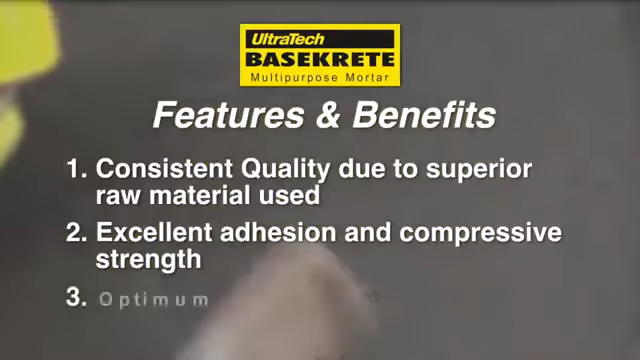 UltraTech
BASEKRETE
Multipurpose Mortar
Features & Benefits
1. Consistent Quality due to superior
raw material used
2. Excellent adhesion and compressive
strength
3. Optimum